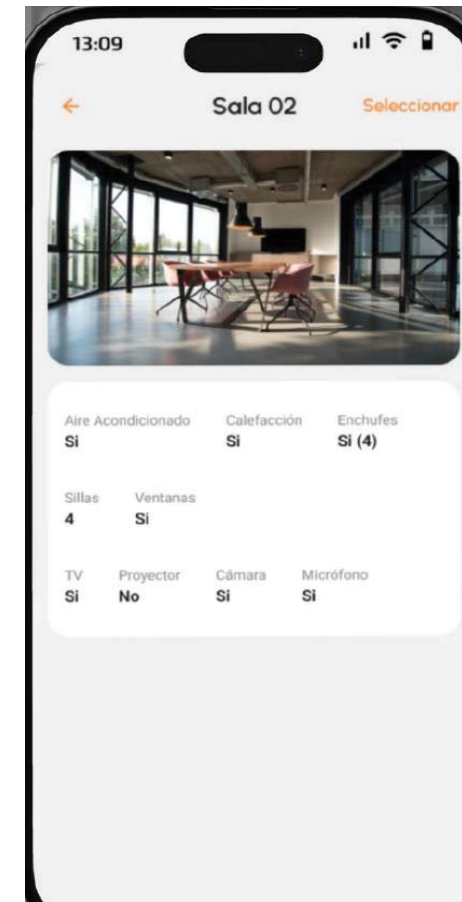 13:09
Sala 02 Seleccionar
Aire Acondicionado Calefacción Enchufes
Si Si Si (4)
Sillas Ventanas
4 Si
TV Proyector Cámara Micrófono
Si No Si Si